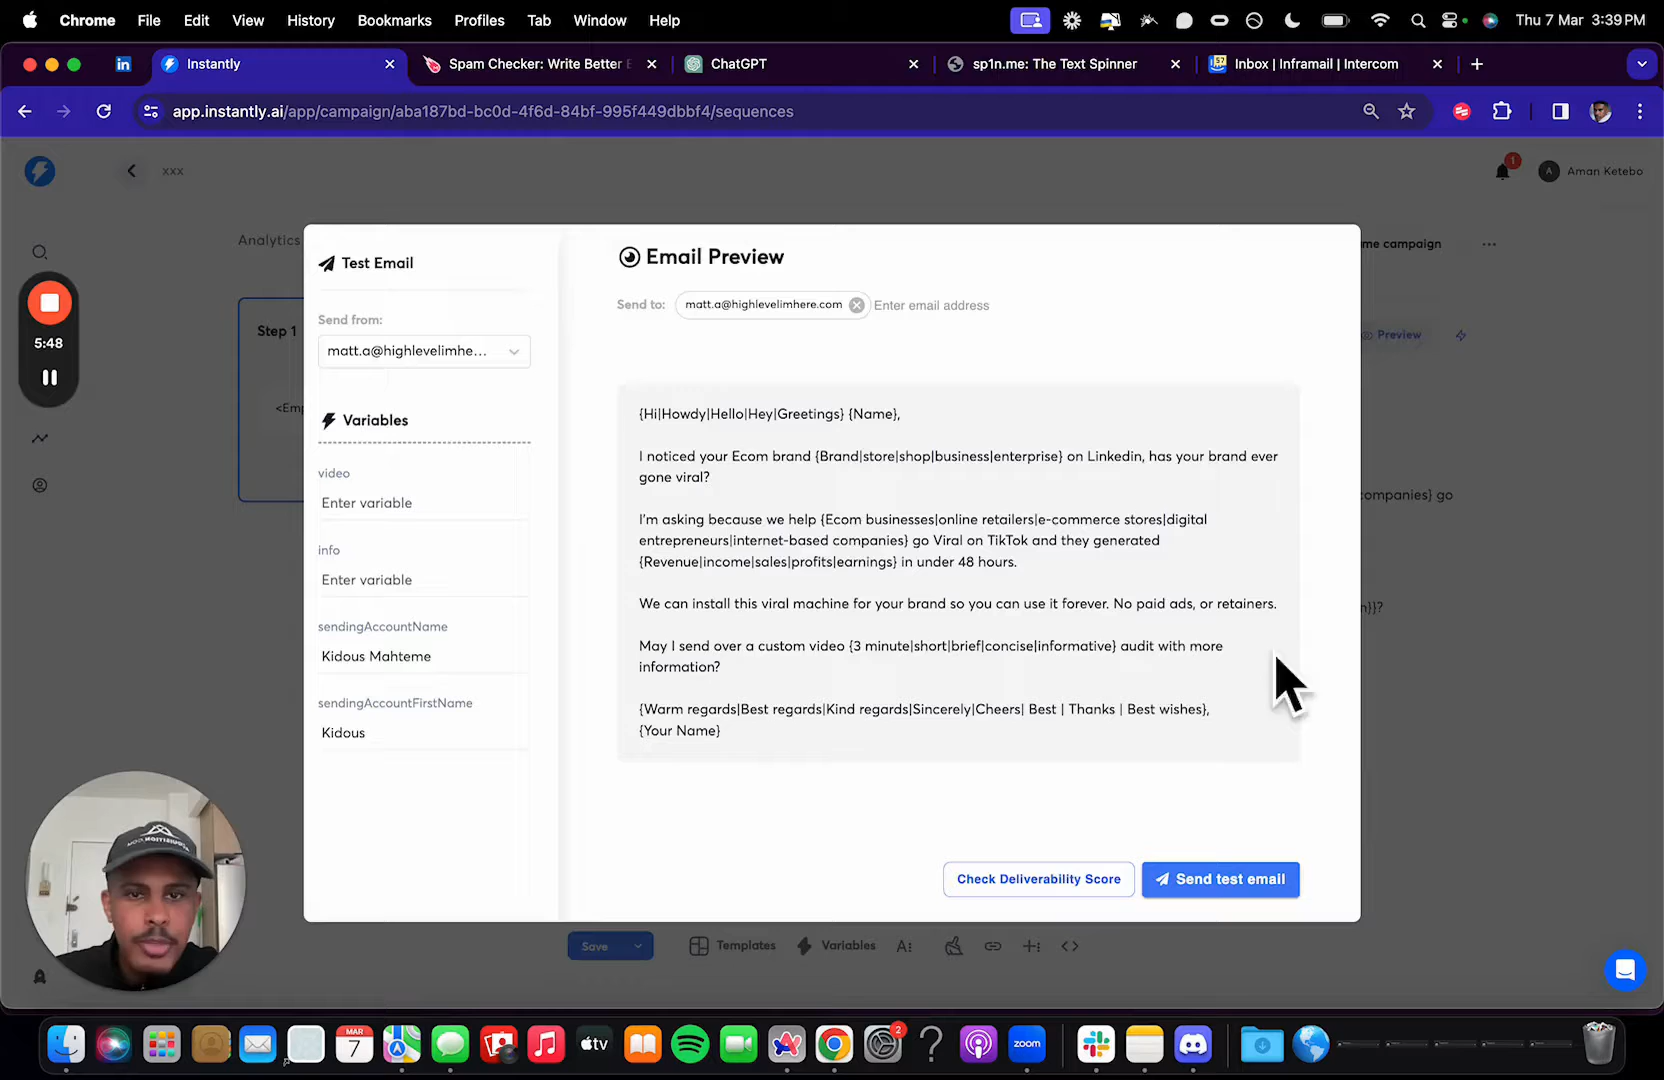 Chrome File Edit View History Bookmarks Profiles Tab Window Help Thu 7 Mar 3:39 PM
Instantly Spam Checker: Write Better ChatGPT sp1n.me: The Text Spinner Inbox | Inframail | Intercom
app.instantly.ai/app/campaign/aba187bd-bc0d-4f6d-84bf-995f449dbbf4/sequences
xxx 1 A Aman Ketebo
Analytics me campaign
Test Email
Email Preview
Send to: matt.a@highlevelimhere.com Enter email address
Send from:
Step 1 Preview
5:48
matt.a@highlevelimhe...
Variables
{Hi|Howdy|Hello|Hey|Greetings} {Name},
I noticed your Ecom brand {Brand|store|shop|business|enterprise} on Linkedin, has your brand ever
gone viral?
video
Enter variable
companies} go
I'm asking because we help {Ecom businesses|online retailers|e-commerce stores|digital
entrepreneurs|internet-based companies} go Viral on TikTok and they generated
{Revenue|income|sales|profits|earnings} in under 48 hours.
info
Enter variable
We can install this viral machine for your brand so you can use it forever. No paid ads, or retainers.
n}}?
sendingAccountName
Kidous Mahteme
May I send over a custom video {3 minute|short|brief|concise|informative} audit with more
information?
sendingAccountFirstName
Kidous
{Warm regards|Best regards|Kind regards|Sincerely|Cheers| Best | Thanks | Best wishes},
{Your Name}
Check Deliverability Score Send test email
Save Templates Variables
MAR
7
tv
2
zoom